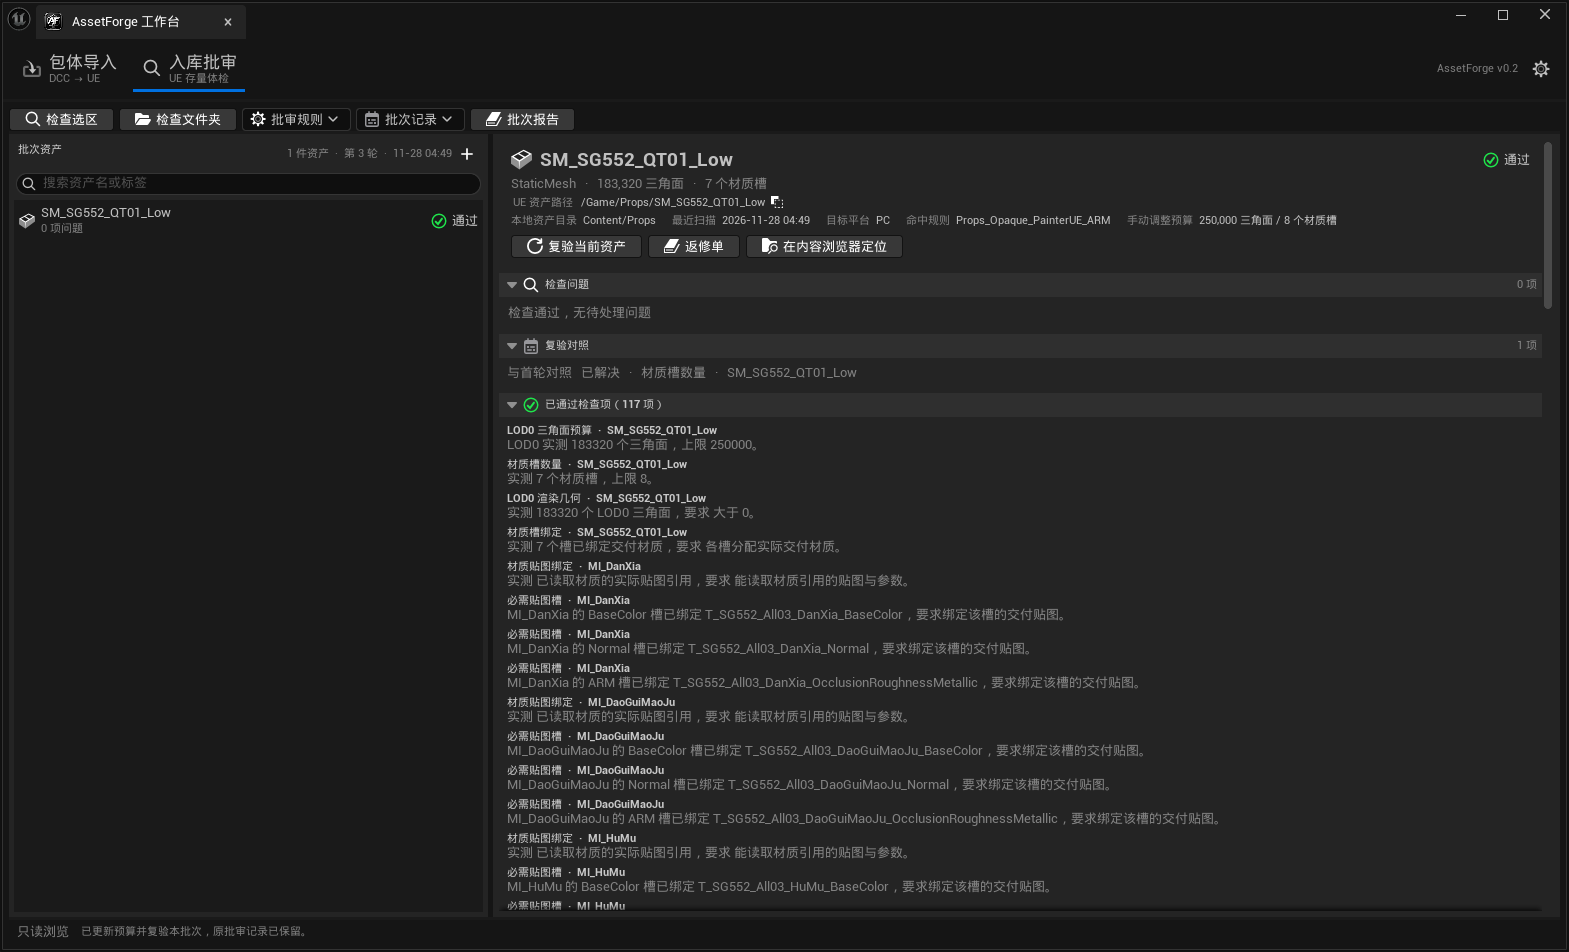 AssetForge 工作台
包体导入
DCC → UE
入库批审
UE 存量体检
AssetForge v0.2
检查选区
检查文件夹
批审规则
批次记录
批次报告
批次资产
1 件资产 · 第 3 轮 · 11-28 04:49
搜索资产名或标签
SM_SG552_QT01_Low
0 项问题
通过
SM_SG552_QT01_Low
通过
StaticMesh · 183,320 三角面 · 7 个材质槽
UE 资产路径 /Game/Props/SM_SG552_QT01_Low
本地资产目录 Content/Props 最近扫描 2026-11-28 04:49 目标平台 PC 命中规则 Props_Opaque_PainterUE_ARM 手动调整预算 250,000 三角面 / 8 个材质槽
复验当前资产
返修单
在内容浏览器定位
检查问题
0 项
检查通过，无待处理问题
复验对照
1 项
与首轮对照 已解决 · 材质槽数量 · SM_SG552_QT01_Low
已通过检查项（117 项）
LOD0 三角面预算 · SM_SG552_QT01_Low
LOD0 实测 183320 个三角面，上限 250000。
材质槽数量 · SM_SG552_QT01_Low
实测 7 个材质槽，上限 8。
LOD0 渲染几何 · SM_SG552_QT01_Low
实测 183320 个 LOD0 三角面，要求 大于 0。
材质槽绑定 · SM_SG552_QT01_Low
实测 7 个槽已绑定交付材质，要求 各槽分配实际交付材质。
材质贴图绑定 · MI_DanXia
实测 已读取材质的实际贴图引用，要求 能读取材质引用的贴图与参数。
必需贴图槽 · MI_DanXia
MI_DanXia 的 BaseColor 槽已绑定 T_SG552_All03_DanXia_BaseColor，要求绑定该槽的交付贴图。
必需贴图槽 · MI_DanXia
MI_DanXia 的 Normal 槽已绑定 T_SG552_All03_DanXia_Normal，要求绑定该槽的交付贴图。
必需贴图槽 · MI_DanXia
MI_DanXia 的 ARM 槽已绑定 T_SG552_All03_DanXia_OcclusionRoughnessMetallic，要求绑定该槽的交付贴图。
材质贴图绑定 · MI_DaoGuiMaoJu
实测 已读取材质的实际贴图引用，要求 能读取材质引用的贴图与参数。
必需贴图槽 · MI_DaoGuiMaoJu
MI_DaoGuiMaoJu 的 BaseColor 槽已绑定 T_SG552_All03_DaoGuiMaoJu_BaseColor，要求绑定该槽的交付贴图。
必需贴图槽 · MI_DaoGuiMaoJu
MI_DaoGuiMaoJu 的 Normal 槽已绑定 T_SG552_All03_DaoGuiMaoJu_Normal，要求绑定该槽的交付贴图。
必需贴图槽 · MI_DaoGuiMaoJu
MI_DaoGuiMaoJu 的 ARM 槽已绑定 T_SG552_All03_DaoGuiMaoJu_OcclusionRoughnessMetallic，要求绑定该槽的交付贴图。
材质贴图绑定 · MI_HuMu
实测 已读取材质的实际贴图引用，要求 能读取材质引用的贴图与参数。
必需贴图槽 · MI_HuMu
MI_HuMu 的 BaseColor 槽已绑定 T_SG552_All03_HuMu_BaseColor，要求绑定该槽的交付贴图。
必需贴图槽 · MI_HuMu
只读浏览 已更新预算并复验本批次，原批审记录已保留。